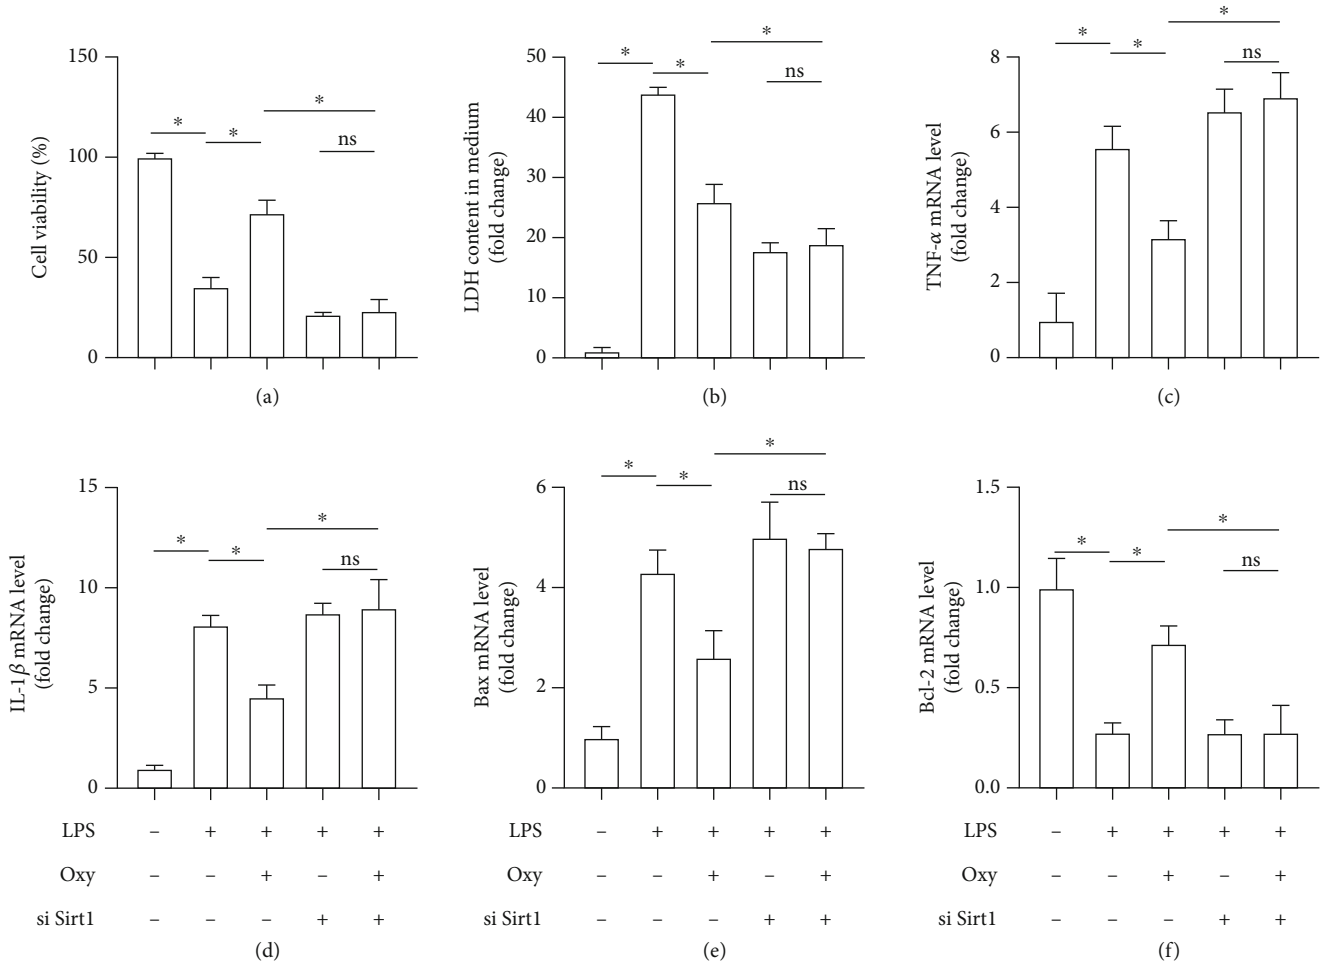 Cell viability (%)
150
100
50
0
*
*
*
ns
(a)
LDH content in medium
(fold change)
50
40
30
20
10
0
*
*
*
ns
(b)
TNF-α mRNA level
(fold change)
8
6
4
2
0
*
*
*
ns
(c)
IL-1β mRNA level
(fold change)
15
10
5
0
*
*
*
ns
LPS – + + + +
Oxy – – + – +
si Sirt1 – – – + +
(d)
Bax mRNA level
(fold change)
6
4
2
0
*
*
*
ns
LPS – + + + +
Oxy – – + – +
si Sirt1 – – – + +
(e)
Bcl-2 mRNA level
(fold change)
1.5
1.0
0.5
0.0
*
*
*
ns
LPS – + + + +
Oxy – – + – +
si Sirt1 – – – + +
(f)